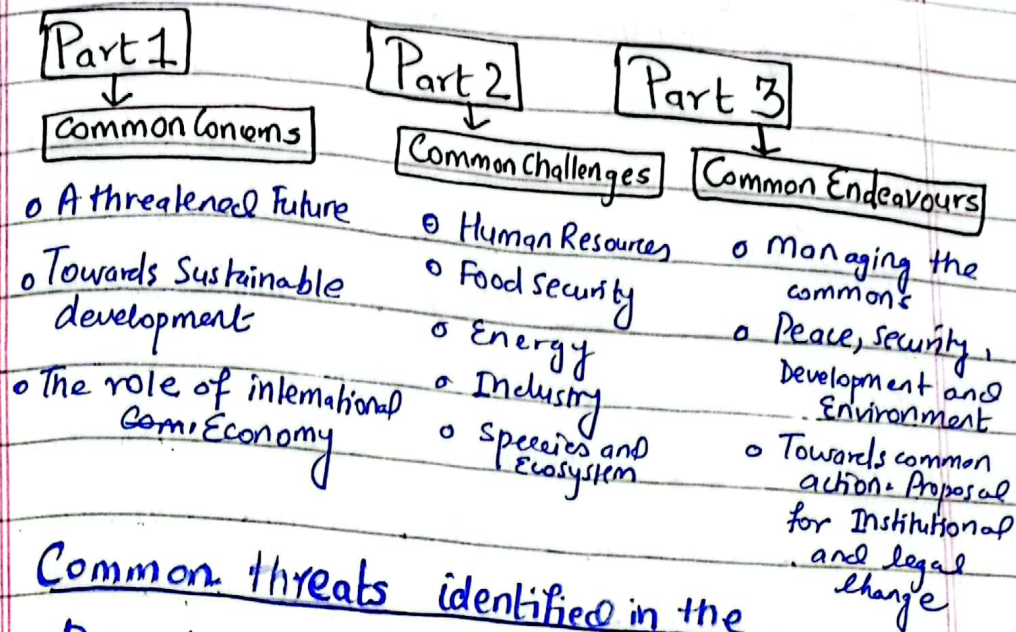 Part 1
Common Concerns
o A threatened Future
o Towards Sustainable
development
o The role of international
Economy
Part 2
Common Challenges
o Human Resources
o Food security
o Energy
o Industry
o Species and
Ecosystem
Part 3
Common Endeavours
o Managing the
common's
o Peace, security,
Development and
Environment
o Towards common
action. Proposal
for Institutional
and legal
change
Common threats identified in the